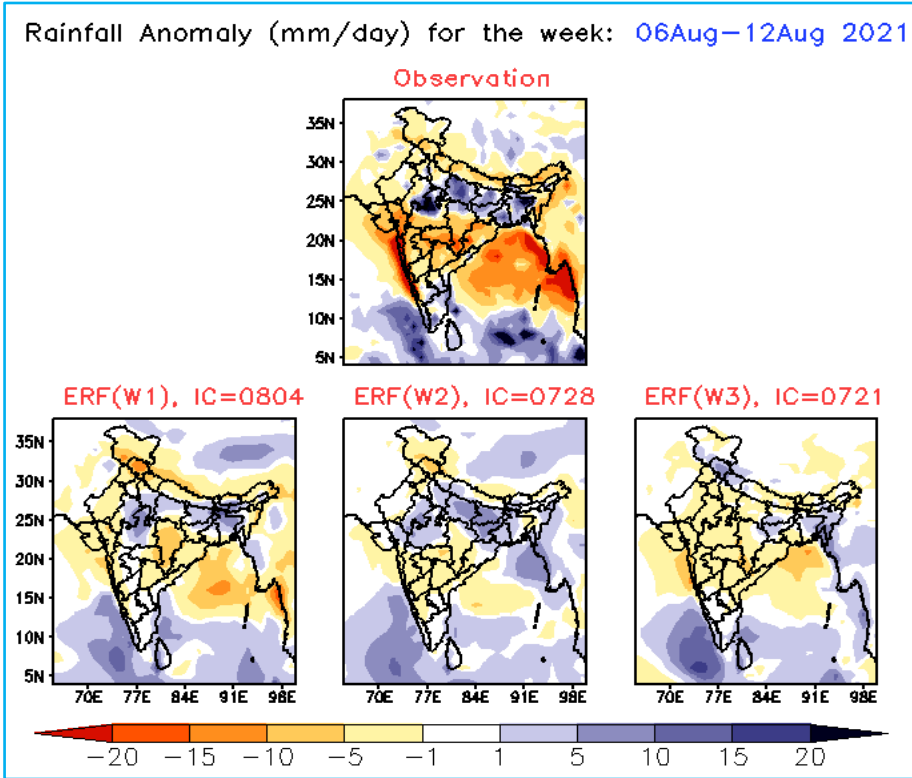 Rainfall Anomaly (mm/day) for the week: 06Aug–12Aug 2021
Observation
35N
30N
25N
20N
15N
10N
5N
ERF(W1), IC=0804 ERF(W2), IC=0728 ERF(W3), IC=0721
35N
30N
25N
20N
15N
10N
5N
70E 77E 84E 91E 98E 70E 77E 84E 91E 98E 70E 77E 84E 91E 98E
−20 −15 −10 −5 −1 1 5 10 15 20